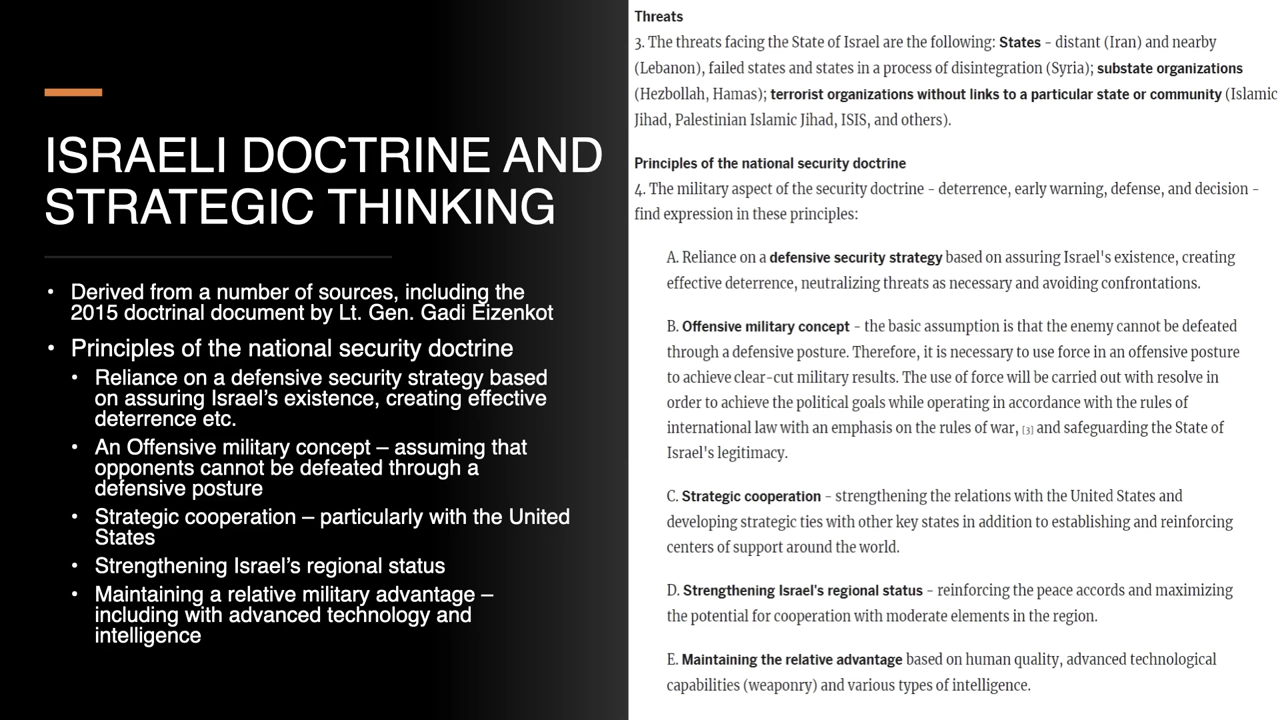 ISRAELI DOCTRINE AND
STRATEGIC THINKING
• Derived from a number of sources, including the
2015 doctrinal document by Lt. Gen. Gadi Eizenkot
• Principles of the national security doctrine
• Reliance on a defensive security strategy based
on assuring Israel's existence, creating effective
deterrence etc.
• An Offensive military concept – assuming that
opponents cannot be defeated through a
defensive posture
• Strategic cooperation – particularly with the United
States
• Strengthening Israel's regional status
• Maintaining a relative military advantage –
including with advanced technology and
intelligence
Threats
3. The threats facing the State of Israel are the following: States – distant (Iran) and nearby
(Lebanon), failed states and states in a process of disintegration (Syria); substate organizations
(Hezbollah, Hamas); terrorist organizations without links to a particular state or community (Islamic
Jihad, Palestinian Islamic Jihad, ISIS, and others).
Principles of the national security doctrine
4. The military aspect of the security doctrine – deterrence, early warning, defense, and decision –
find expression in these principles:
A. Reliance on a defensive security strategy based on assuring Israel's existence, creating
effective deterrence, neutralizing threats as necessary and avoiding confrontations.
B. Offensive military concept – the basic assumption is that the enemy cannot be defeated
through a defensive posture. Therefore, it is necessary to use force in an offensive posture
to achieve clear-cut military results. The use of force will be carried out with resolve in
order to achieve the political goals while operating in accordance with the rules of
international law with an emphasis on the rules of war, [3] and safeguarding the State of
Israel's legitimacy.
C. Strategic cooperation – strengthening the relations with the United States and
developing strategic ties with other key states in addition to establishing and reinforcing
centers of support around the world.
D. Strengthening Israel's regional status – reinforcing the peace accords and maximizing
the potential for cooperation with moderate elements in the region.
E. Maintaining the relative advantage based on human quality, advanced technological
capabilities (weaponry) and various types of intelligence.